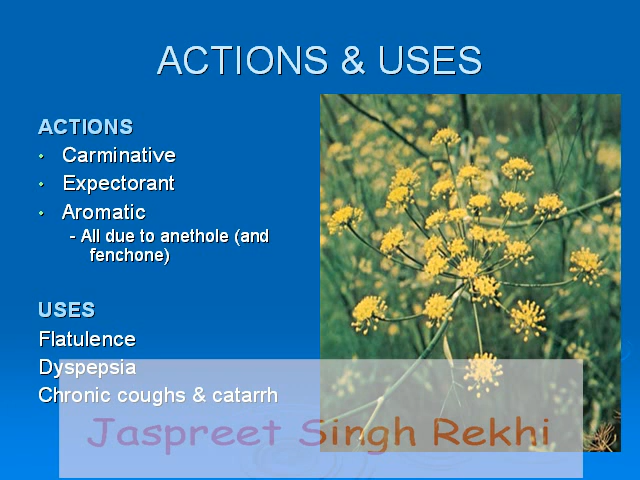 ACTIONS & USES
ACTIONS
• Carminative
• Expectorant
• Aromatic
- All due to anethole (and
fenchone)
USES
Flatulence
Dyspepsia
Chronic coughs & catarrh
Jaspreet Singh Rekhi